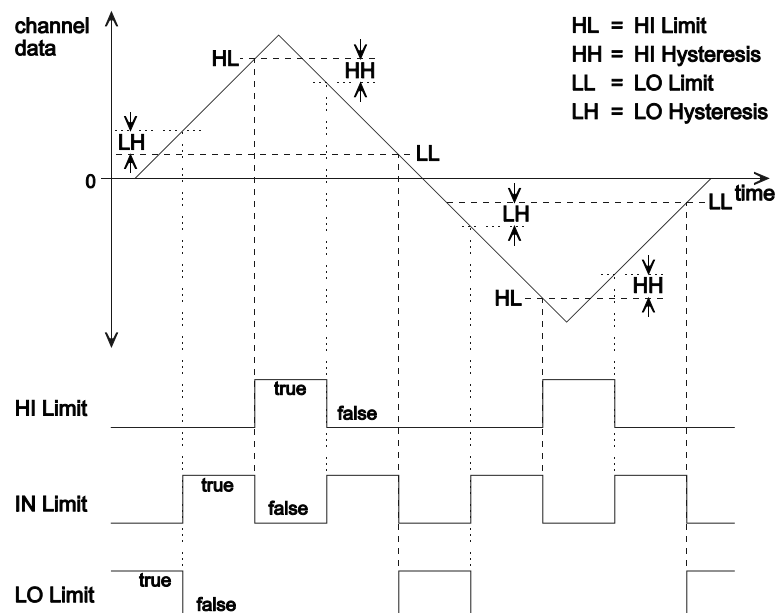 channel
data
HL = HI Limit
HH = HI Hysteresis
LL = LO Limit
LH = LO Hysteresis
HL
HH
LH
LL
0
time
LH
LL
HL
HH
HI Limit
true
false
IN Limit
true
false
LO Limit
true
false